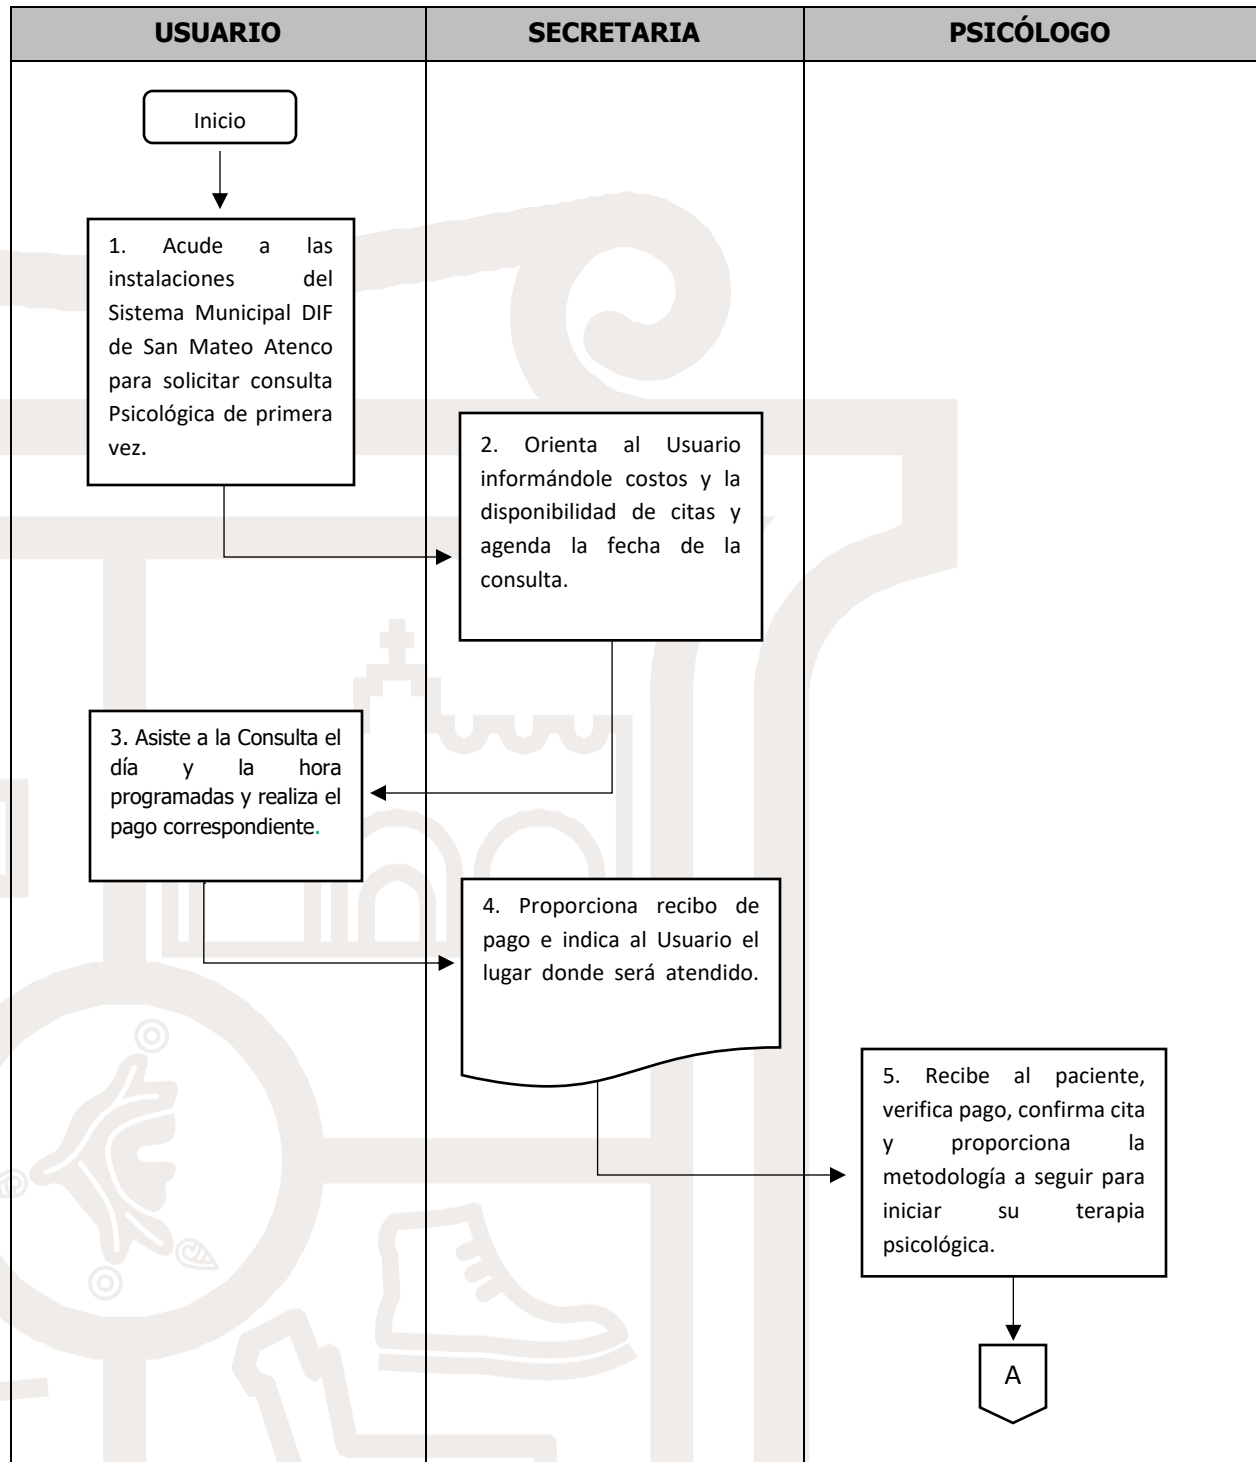 USUARIO
SECRETARIA
PSICÓLOGO
Inicio
1. Acude a las
instalaciones del
Sistema Municipal DIF
de San Mateo Atenco
para solicitar consulta
Psicológica de primera
vez.
2. Orienta al Usuario
informándole costos y la
disponibilidad de citas y
agenda la fecha de la
consulta.
3. Asiste a la Consulta el
día y la hora
programadas y realiza el
pago correspondiente.
4. Proporciona recibo de
pago e indica al Usuario el
lugar donde será atendido.
5. Recibe al paciente,
verifica pago, confirma cita
y proporciona la
metodología a seguir para
iniciar su terapia
psicológica.
A